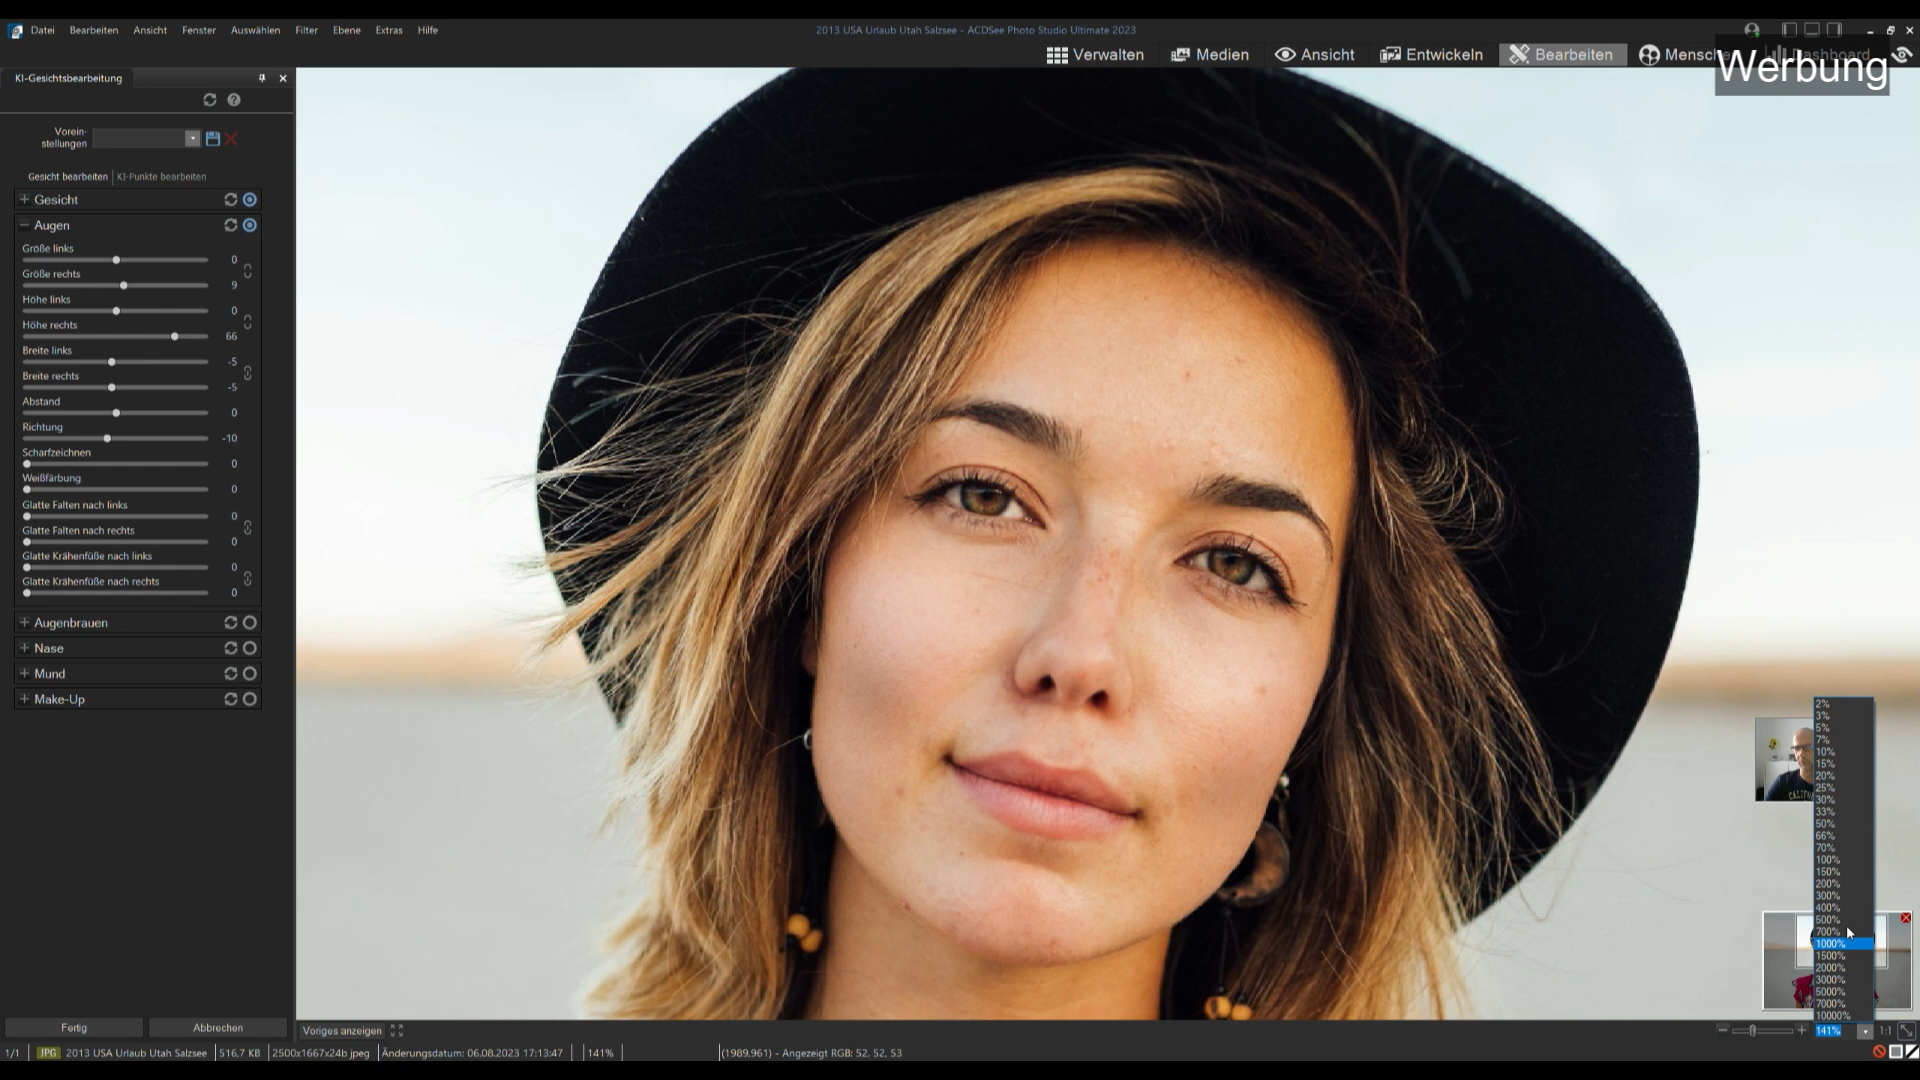 Datei Bearbeiten Ansicht Fenster Auswählen Filter Ebene Extras Hilfe
2013 USA Urlaub Utah Salzsee - ACDSee Photo Studio Ultimate 2023
Verwalten Medien Ansicht Entwickeln Bearbeiten Mensche Dashboard
Werbung
KI-Gesichtsbearbeitung
Vorein-
stellungen
Gesicht bearbeiten KI-Punkte bearbeiten
Gesicht
Augen
Größe links
0
Größe rechts
9
Höhe links
0
Höhe rechts
66
Breite links
-5
Breite rechts
-5
Abstand
0
Richtung
-10
Scharfzeichnen
0
Weißfärbung
0
Glatte Falten nach links
0
Glatte Falten nach rechts
0
Glatte Krähenfüße nach links
0
Glatte Krähenfüße nach rechts
0
Augenbrauen
Nase
Mund
Make-Up
2%
3%
5%
7%
10%
15%
20%
25%
30%
33%
50%
66%
70%
100%
150%
200%
300%
400%
500%
700%
1000%
1500%
2000%
3000%
5000%
7000%
10000%
Fertig Abbrechen
Voriges anzeigen
141% 1:1
1/1 JPG 2013 USA Urlaub Utah Salzsee 516,7 KB 2500x1667x24b jpeg Änderungsdatum: 06.08.2023 17:13:47 141% (1989,961) - Angezeigt RGB: 52, 52, 53